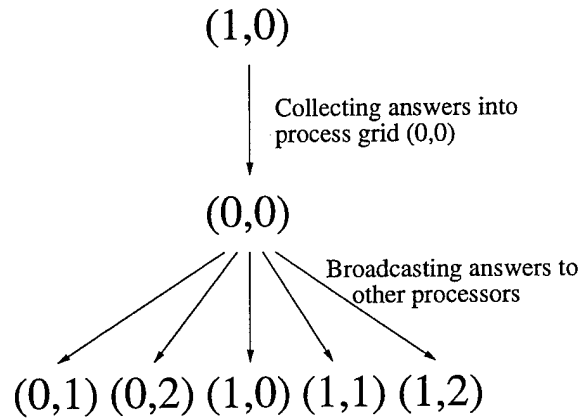 (1,0)
Collecting answers into
process grid (0,0)
(0,0)
Broadcasting answers to
other processors
(0,1) (0,2) (1,0) (1,1) (1,2)